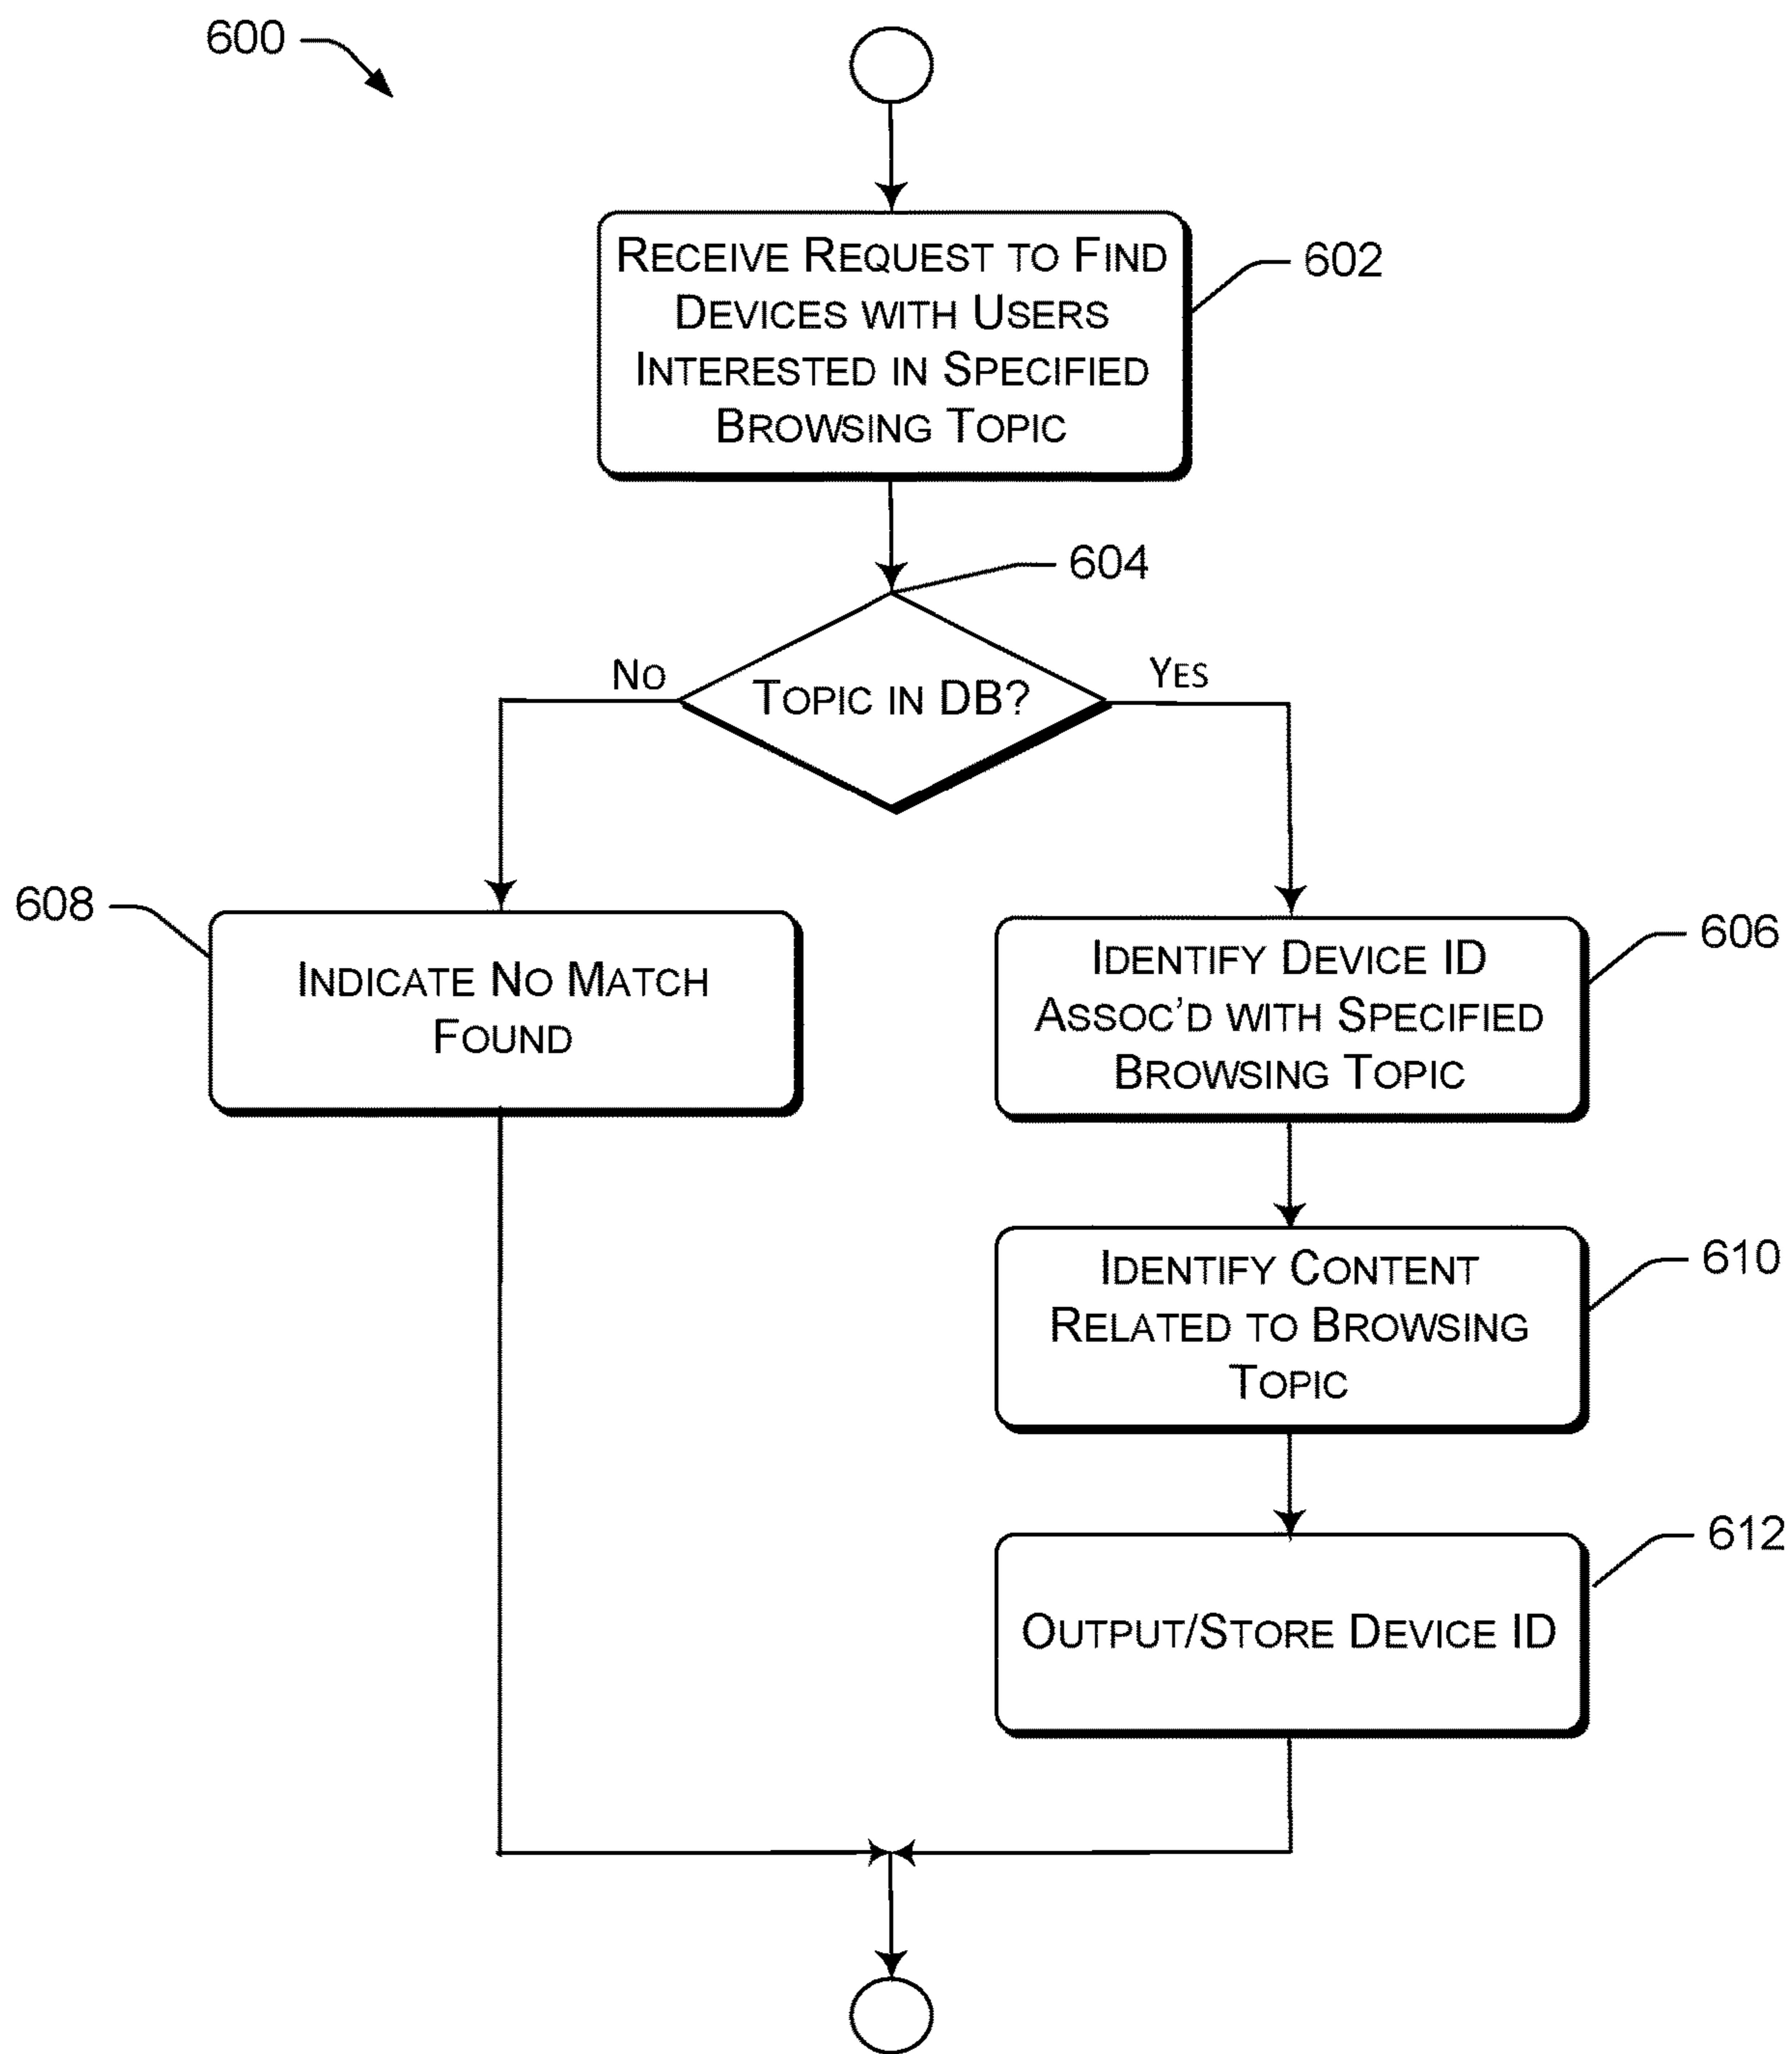 600
RECEIVE REQUEST TO FIND
DEVICES WITH USERS
INTERESTED IN SPECIFIED
BROWSING TOPIC
602
604
NO
TOPIC IN DB?
YES
608
INDICATE NO MATCH
FOUND
606
IDENTIFY DEVICE ID
ASSOC'D WITH SPECIFIED
BROWSING TOPIC
610
IDENTIFY CONTENT
RELATED TO BROWSING
TOPIC
612
OUTPUT/STORE DEVICE ID